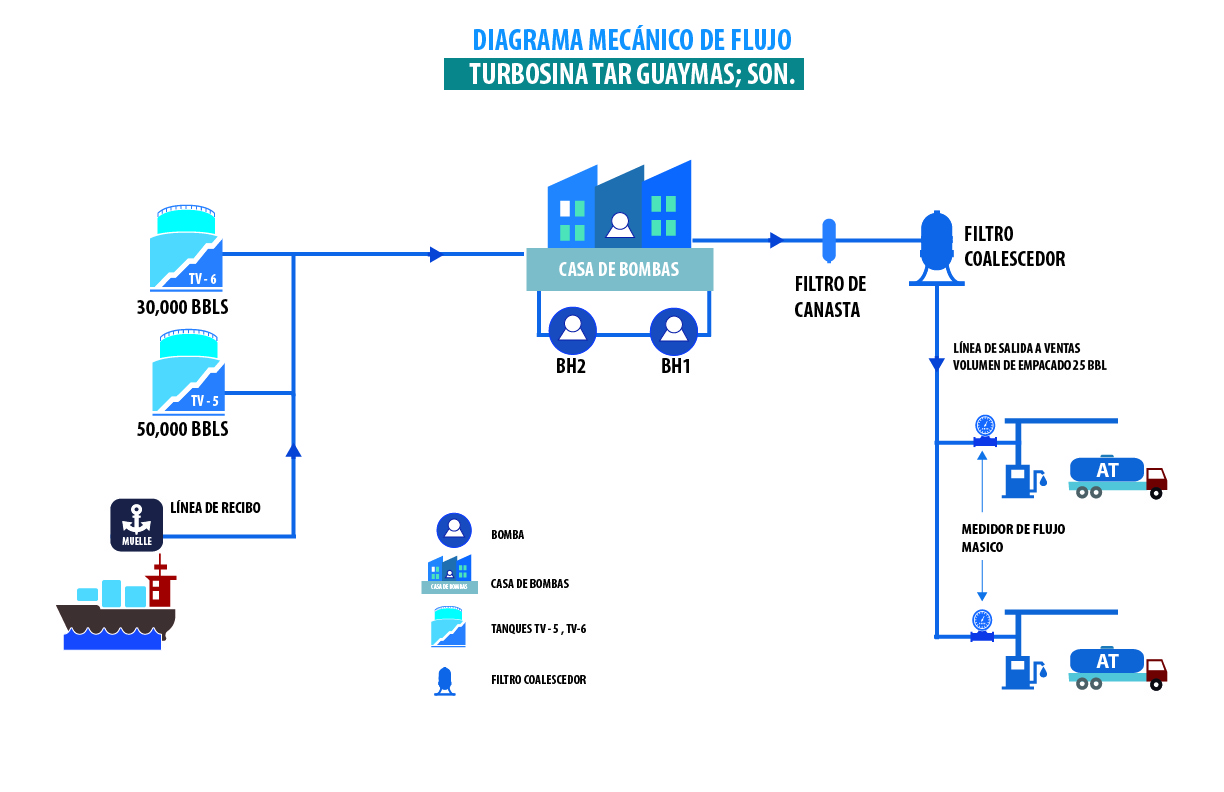 DIAGRAMA MECÁNICO DE FLUJO
TURBOSINA TAR GUAYMAS; SON.
TV - 6
30,000 BBLS
TV - 5
50,000 BBLS
LÍNEA DE RECIBO
MUELLE
CASA DE BOMBAS
BH2
BH1
FILTRO DE
CANASTA
FILTRO
COALESCEDOR
LÍNEA DE SALIDA A VENTAS
VOLUMEN DE EMPACADO 25 BBL
AT
MEDIDOR DE FLUJO
MASICO
AT
BOMBA
CASA DE BOMBAS
CASA DE BOMBAS
TANQUES TV - 5 , TV-6
FILTRO COALESCEDOR